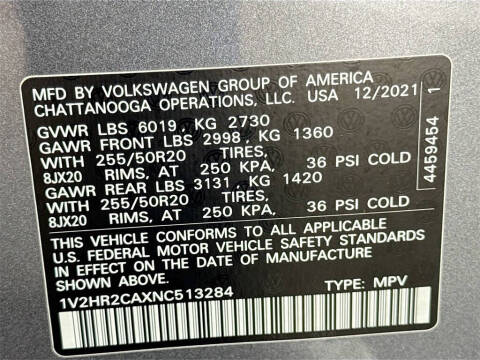 MFD BY VOLKSWAGEN GROUP OF AMERICA
CHATTANOOGA OPERATIONS, LLC. USA 12/2021
GVWR LBS 6019, KG 2730
GAWR FRONT LBS 2998, KG 1360
WITH 255/50R20 TIRES,
8JX20 RIMS, AT 250 KPA, 36 PSI COLD
GAWR REAR LBS 3131, KG 1420
WITH 255/50R20 TIRES,
8JX20 RIMS, AT 250 KPA, 36 PSI COLD
THIS VEHICLE CONFORMS TO ALL APPLICABLE
U.S. FEDERAL MOTOR VEHICLE SAFETY STANDARDS
IN EFFECT ON THE DATE OF MANUFACTURE
SHOWN ABOVE.
1V2HR2CAXNC513284 TYPE: MPV
4459454 1